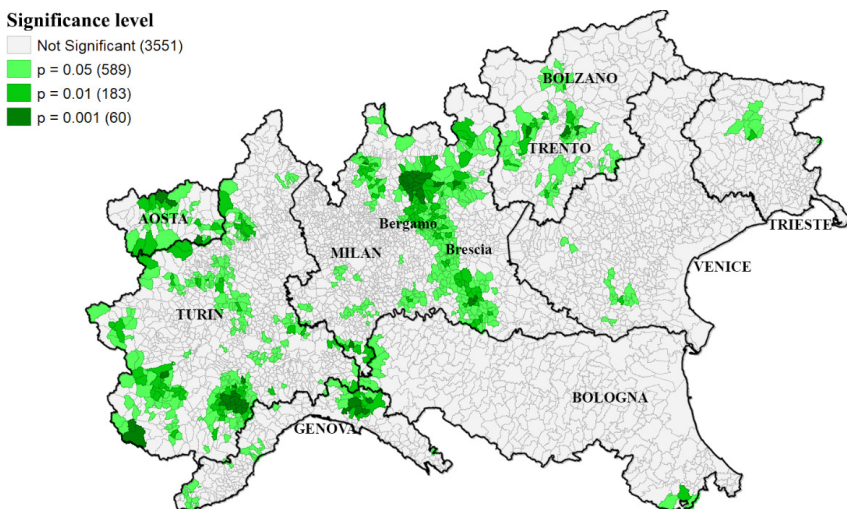 Significance level
Not Significant (3551)
p = 0.05 (589)
p = 0.01 (183)
p = 0.001 (60)
BOLZANO
TRENTO
AOSTA
Bergamo
TRIESTE
Brescia
MILAN
VENICE
TURIN
BOLOGNA
GENOVA